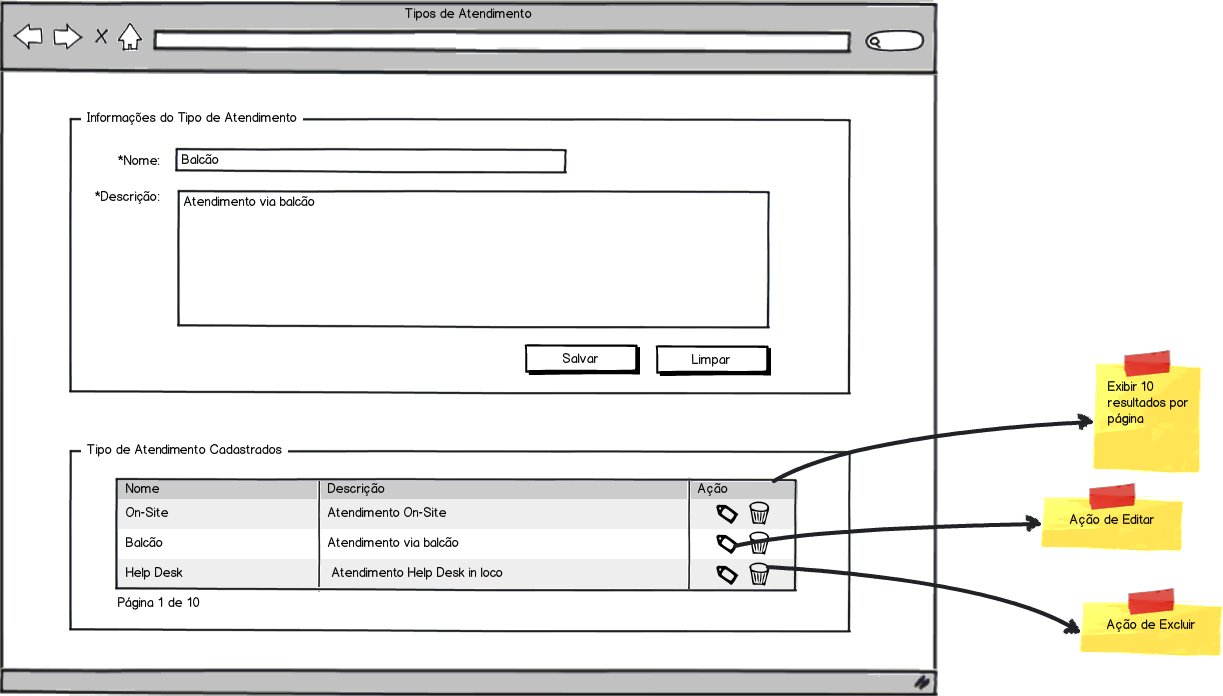 Tipos de Atendimento
Informações do Tipo de Atendimento
*Nome: Balcão
*Descrição: Atendimento via balcão
Salvar Limpar
Tipo de Atendimento Cadastrados
Nome Descrição Ação
On-Site Atendimento On-Site
Balcão Atendimento via balcão
Help Desk Atendimento Help Desk in loco
Página 1 de 10
Exibir 10
resultados por
página
Ação de Editar
Ação de Excluir